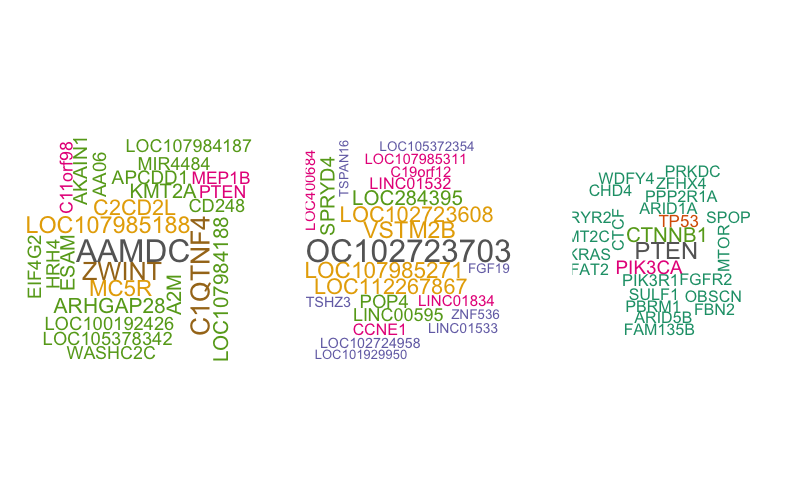 LOC107984187
MIR4484
APCDD1
MEP1B
KMT2A
PTEN
C11orf98
AKAIN1
AA06
C2CD2L
CD248
LOC107985188
AAMDC
ZWINT
MC5R
EIF4G2
HRH4
ESAM
A2M
C1QTNF4
LOC107984188
ARHGAP28
LOC100192426
LOC105378342
WASHC2C
LOC105372354
LOC107985311
C19orf12
LINC01532
LOC284395
LOC400684
SPRYD4
TSPAN16
LOC102723608
VSTM2B
OC102723703
LOC107985271
FGF19
LOC112267867
TSHZ3
POP4
LINC01834
LINC00595
ZNF536
CCNE1
LINC01533
LOC102724958
LOC101929950
PRKDC
WDFY4
ZFHX4
CHD4
PPP2R1A
ARID1A
RYR2
CTCF
TP53
SPOP
MT2C
CTNNB1
KRAS
PTEN
MTOR
FAT2
PIK3CA
PIK3R1
FGFR2
SULF1
OBSCN
PBRM1
FBN2
ARID5B
FAM135B